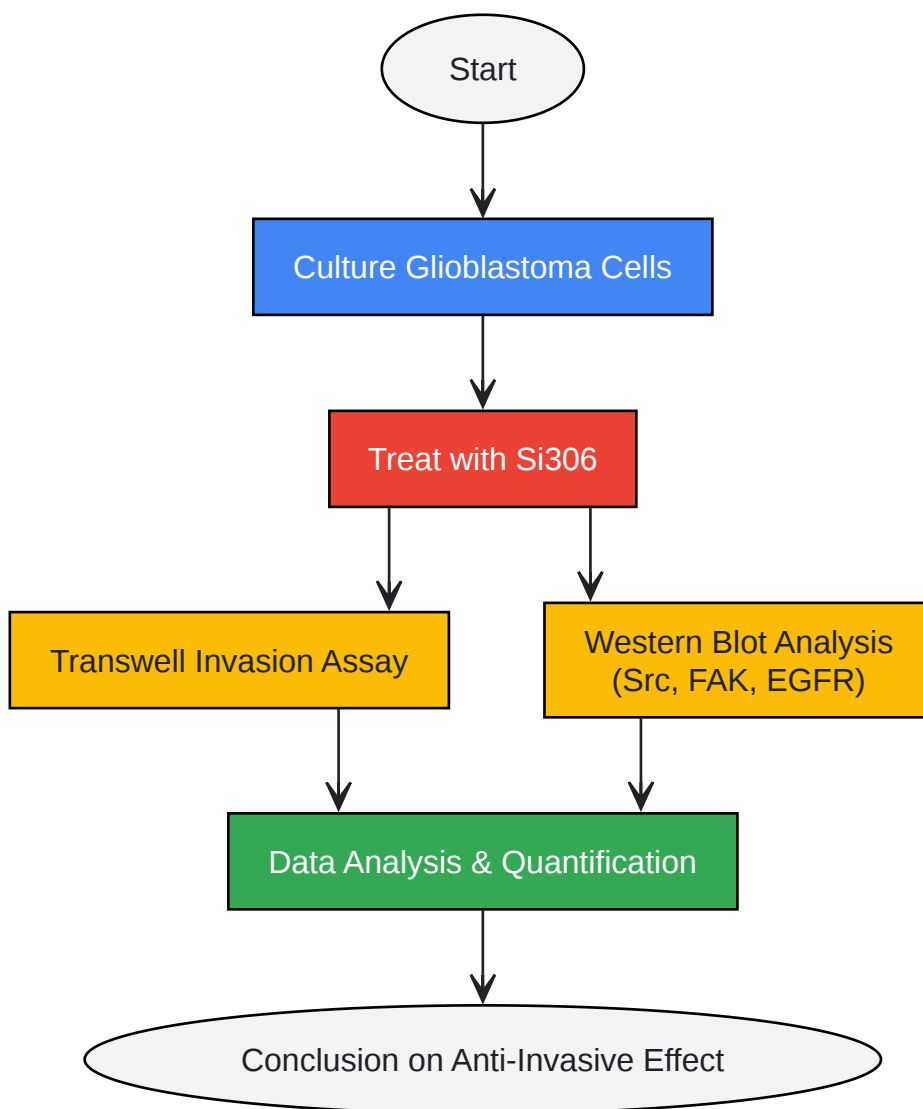 Start
Culture Glioblastoma Cells
Treat with Si306
Transwell Invasion Assay
Western Blot Analysis
(Src, FAK, EGFR)
Data Analysis & Quantification
Conclusion on Anti-Invasive Effect